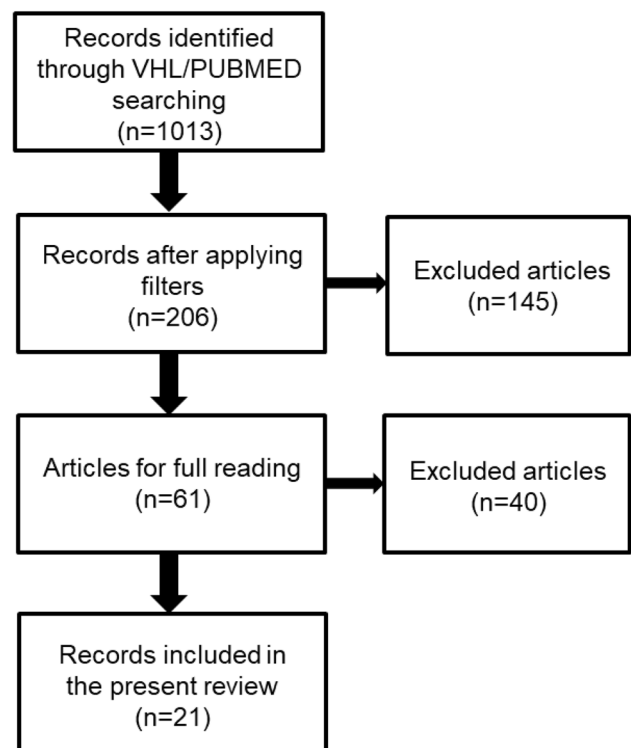 Records identified
through VHL/PUBMED
searching
(n=1013)
Records after applying
filters
(n=206)
Excluded articles
(n=145)
Articles for full reading
(n=61)
Excluded articles
(n=40)
Records included in
the present review
(n=21)